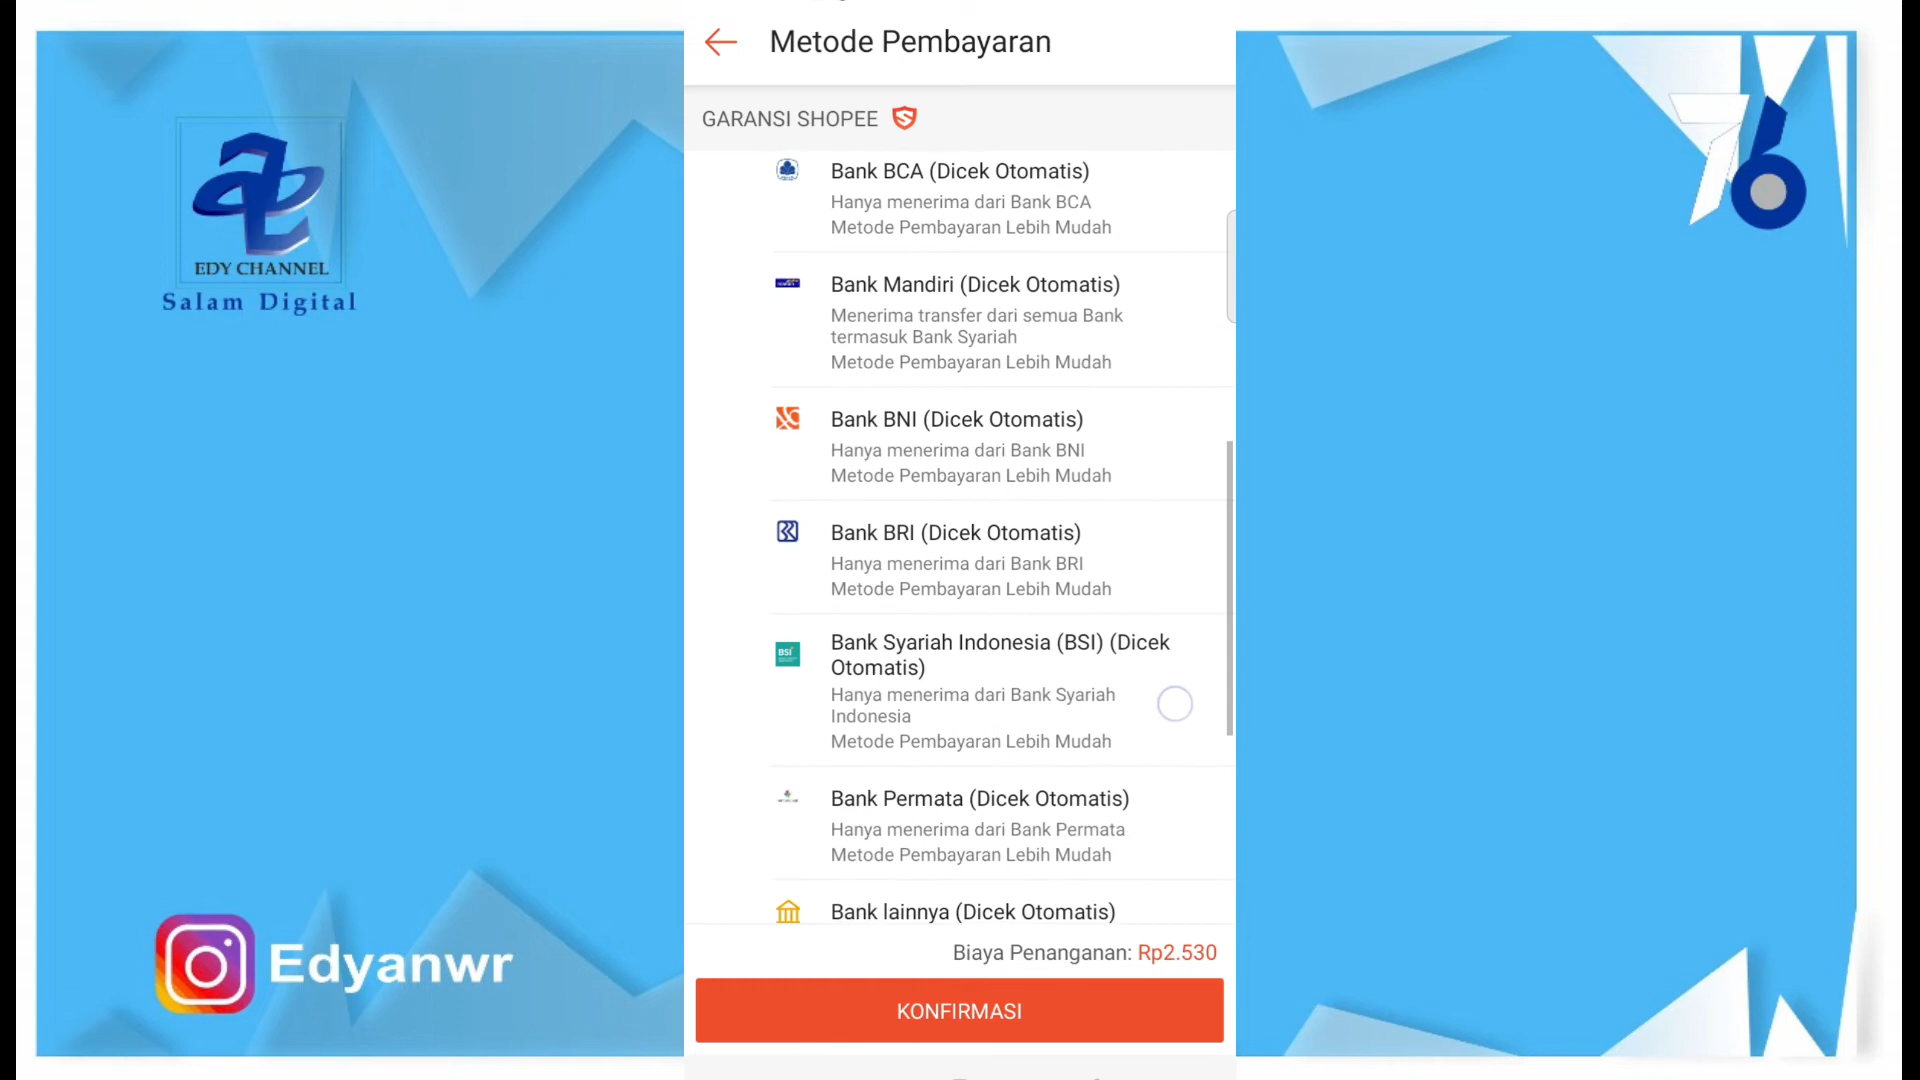 Metode Pembayaran
GARANSI SHOPEE
Bank BCA (Dicek Otomatis)
Hanya menerima dari Bank BCA
Metode Pembayaran Lebih Mudah
Bank Mandiri (Dicek Otomatis)
Menerima transfer dari semua Bank
termasuk Bank Syariah
Metode Pembayaran Lebih Mudah
Bank BNI (Dicek Otomatis)
Hanya menerima dari Bank BNI
Metode Pembayaran Lebih Mudah
Bank BRI (Dicek Otomatis)
Hanya menerima dari Bank BRI
Metode Pembayaran Lebih Mudah
BSI
Bank Syariah Indonesia (BSI) (Dicek
Otomatis)
Hanya menerima dari Bank Syariah
Indonesia
Metode Pembayaran Lebih Mudah
Bank Permata (Dicek Otomatis)
Hanya menerima dari Bank Permata
Metode Pembayaran Lebih Mudah
Bank lainnya (Dicek Otomatis)
Biaya Penanganan: Rp2.530
KONFIRMASI
EDY CHANNEL
Salam Digital
Edyanwr
76